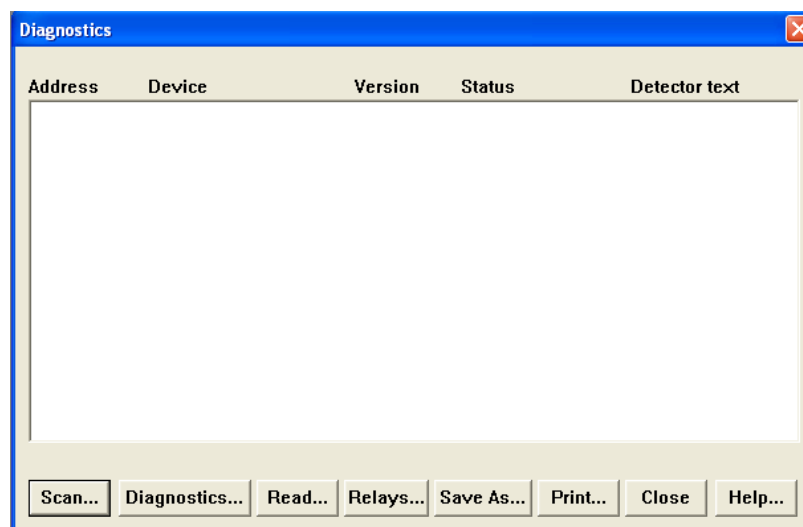 Diagnostics
Address Device Version Status Detector text
Scan... Diagnostics... Read... Relays... Save As... Print... Close Help...